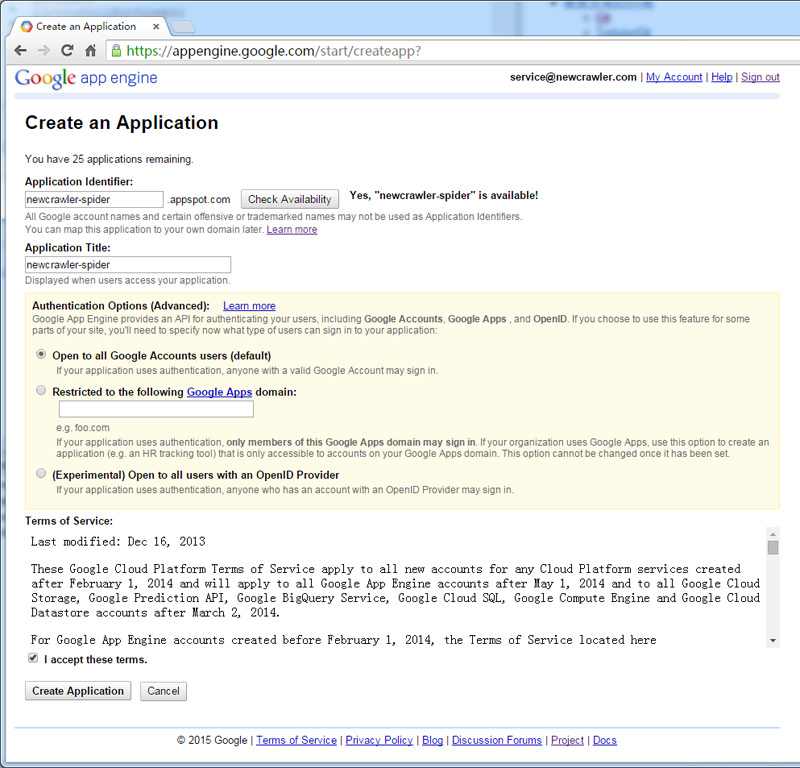 Create an Application
https://appengine.google.com/start/createapp?
Google app engine
service@newcrawler.com | My Account | Help | Sign out
Create an Application
You have 25 applications remaining.
Application Identifier:
newcrawler-spider .appspot.com Check Availability Yes, "newcrawler-spider" is available!
All Google account names and certain offensive or trademarked names may not be used as Application Identifiers.
You can map this application to your own domain later. Learn more
Application Title:
newcrawler-spider
Displayed when users access your application.
Authentication Options (Advanced): Learn more
Google App Engine provides an API for authenticating your users, including Google Accounts, Google Apps , and OpenID. If you choose to use this feature for some
parts of your site, you'll need to specify now what type of users can sign in to your application:
Open to all Google Accounts users (default)
If your application uses authentication, anyone with a valid Google Account may sign in.
Restricted to the following Google Apps domain:
e.g. foo.com
If your application uses authentication, only members of this Google Apps domain may sign in. If your organization uses Google Apps, use this option to create an
application (e.g. an HR tracking tool) that is only accessible to accounts on your Google Apps domain. This option cannot be changed once it has been set.
(Experimental) Open to all users with an OpenID Provider
If your application uses authentication, anyone who has an account with an OpenID Provider may sign in.
Terms of Service:
Last modified: Dec 16, 2013
These Google Cloud Platform Terms of Service apply to all new accounts for any Cloud Platform services created
after February 1, 2014 and will apply to all Google App Engine accounts after May 1, 2014 and to all Google Cloud
Storage, Google Prediction API, Google BigQuery Service, Google Cloud SQL, Google Compute Engine and Google Cloud
Datastore accounts after March 2, 2014.
For Google App Engine accounts created before February 1, 2014, the Terms of Service located here
I accept these terms.
Create Application Cancel
© 2015 Google | Terms of Service | Privacy Policy | Blog | Discussion Forums | Project | Docs